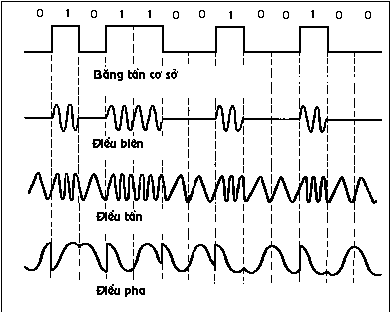 0 1 0 1 1 0 0 1 0 0 1 0 0
Băng tần cơ sở
Điều biên
Điều tần
Điều pha